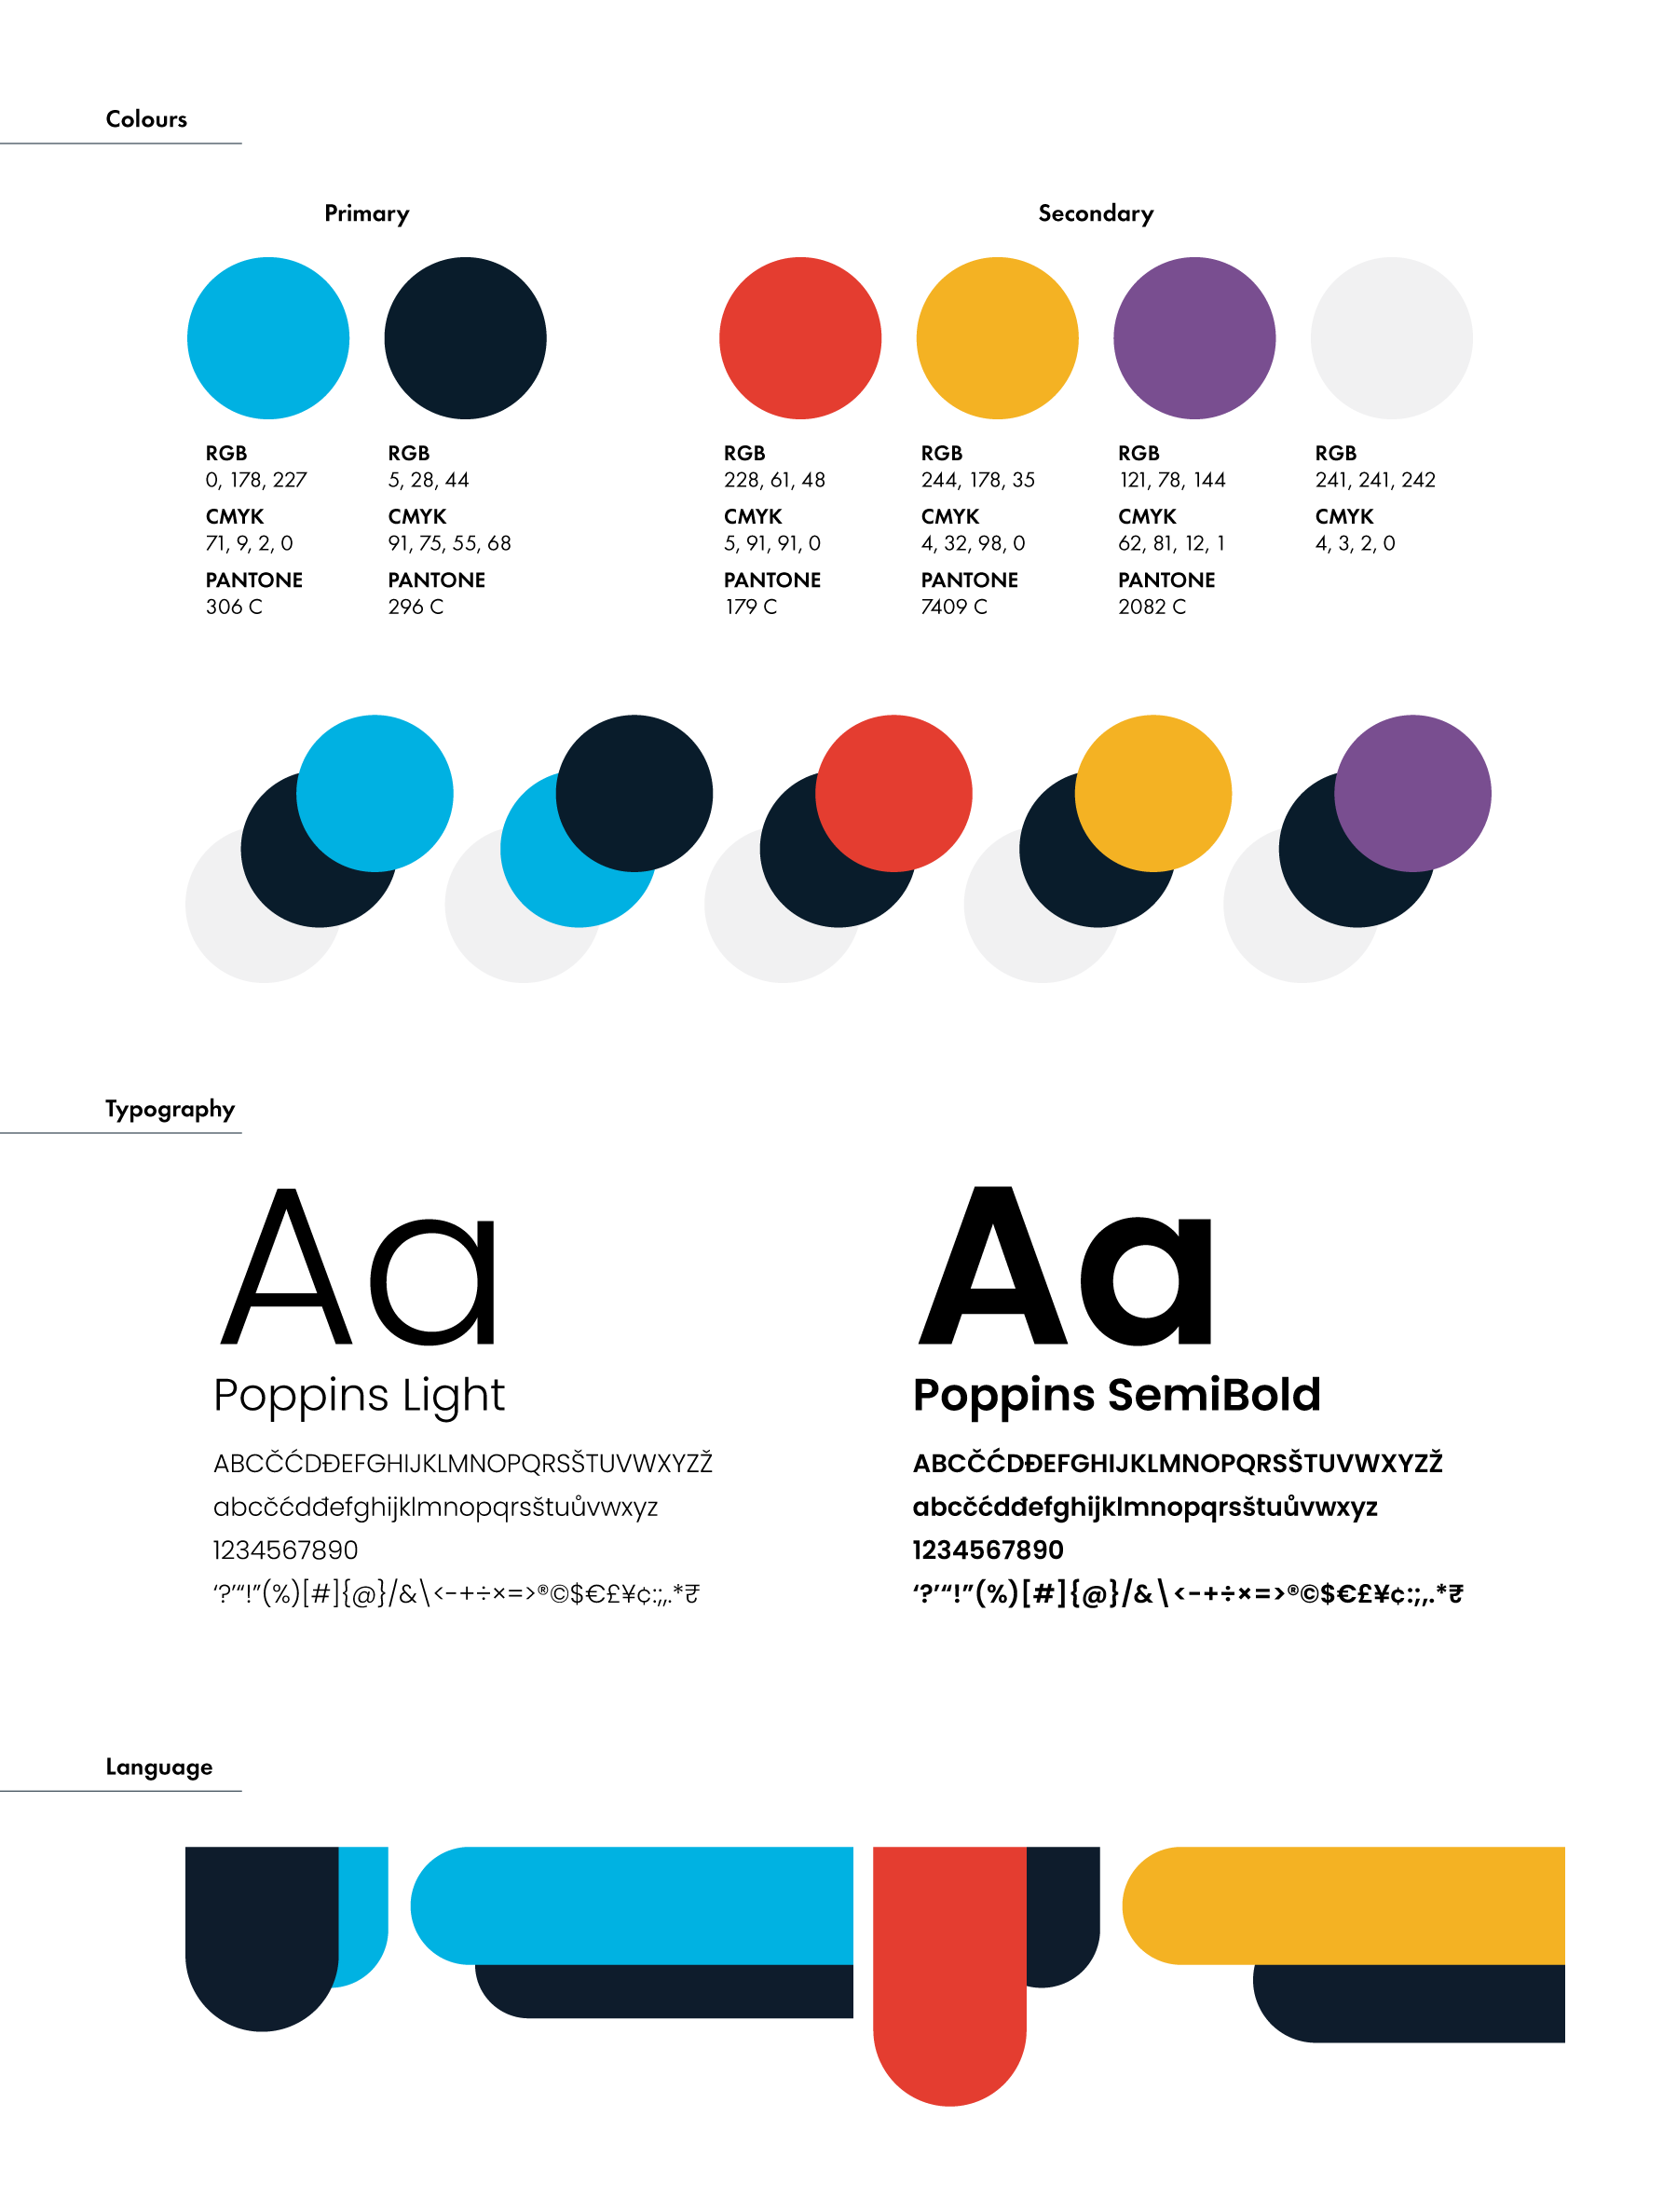 Colours
Primary
Secondary
RGB
0, 178, 227
CMYK
71, 9, 2, 0
PANTONE
306 C
RGB
5, 28, 44
CMYK
91, 75, 55, 68
PANTONE
296 C
RGB
228, 61, 48
CMYK
5, 91, 91, 0
PANTONE
179 C
RGB
244, 178, 35
CMYK
4, 32, 98, 0
PANTONE
7409 C
RGB
121, 78, 144
CMYK
62, 81, 12, 1
PANTONE
2082 C
RGB
241, 241, 242
CMYK
4, 3, 2, 0
Typography
Aa
Poppins Light
ABCČĆDĐEFGHIJKLMNOPQRSŠTUVWXYZŽ
abcčćdđefghijklmnopqrsštuůvwxyz
1234567890
‘?’“!”(%)[#]{@}/&\<-+÷×=>®©$€£¥¢:;,.*₹
Aa
Poppins SemiBold
ABCČĆDĐEFGHIJKLMNOPQRSŠTUVWXYZŽ
abcčćdđefghijklmnopqrsštuůvwxyz
1234567890
‘?’“!”(%)[#]{@}/&\<-+÷×=>®©$€£¥¢:;,.*₹
Language